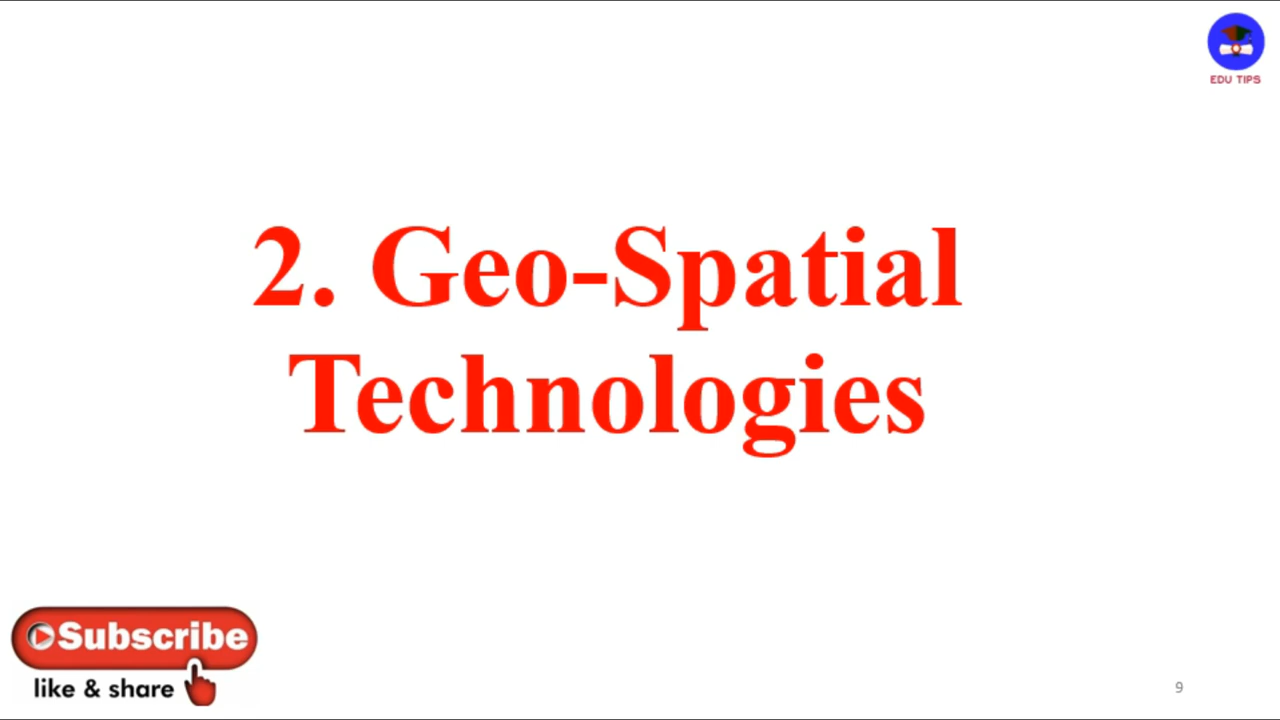 EDU TIPS
2. Geo-Spatial
Technologies
Subscribe
like & share
9